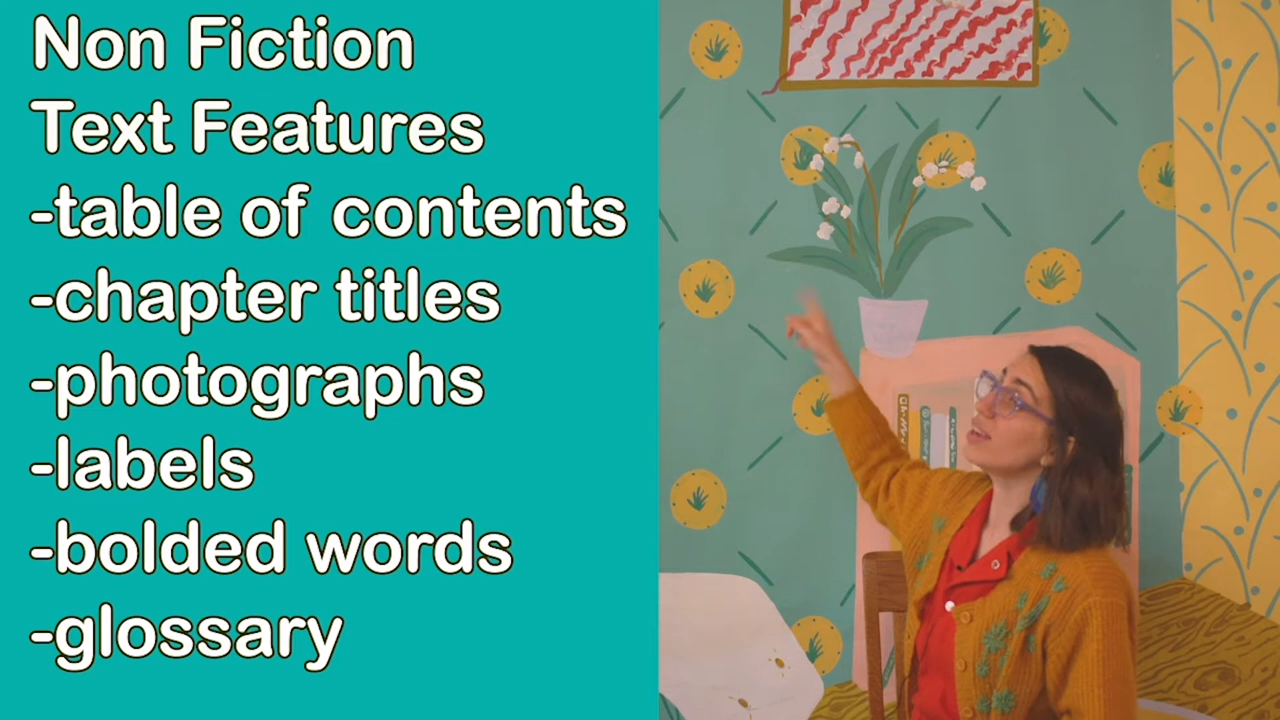 Non Fiction
Text Features
-table of contents
-chapter titles
-photographs
-labels
-bolded words
-glossary